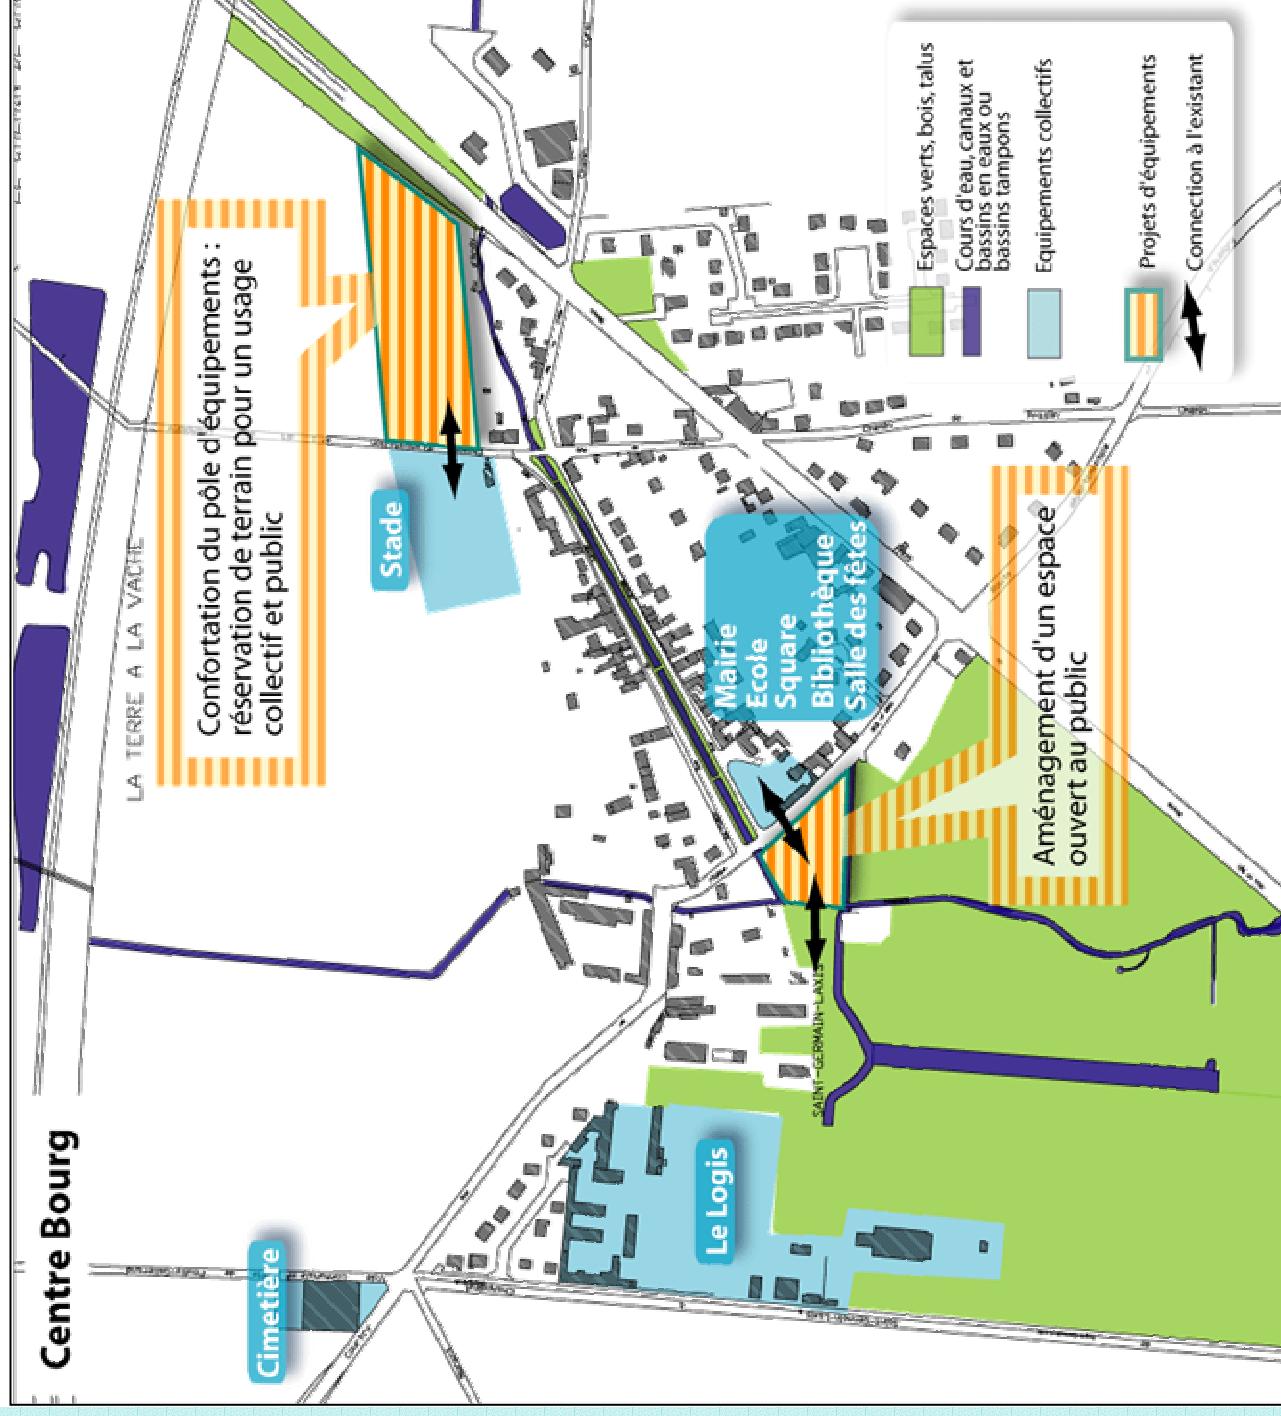 Centre Bourg
LA TERRE A LA VACHE
Confortation du pôle d'équipements :
réservation de terrain pour un usage
collectif et public
Stade
Mairie
Ecole
Square
Bibliothèque
Salle des fêtes
Cimetière
Le Logis
SAINT-GERMAIN-LAXIS
Aménagement d'un espace
ouvert au public
Espaces verts, bois, talus
Cours d'eau, canaux et
bassins en eaux ou
bassins tampons
Equipements collectifs
Projets d'équipements
Connection à l'existant